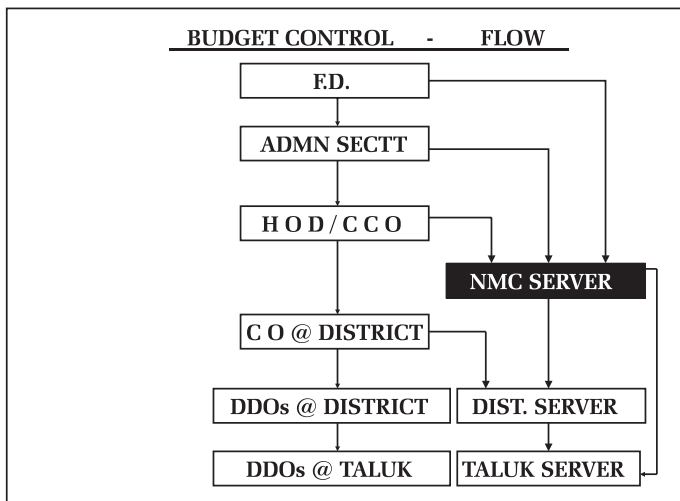 BUDGET CONTROL - FLOW
F.D.
ADMN SECTT
H O D / C C O
NMC SERVER
C O @ DISTRICT
DDOs @ DISTRICT
DIST. SERVER
DDOs @ TALUK
TALUK SERVER